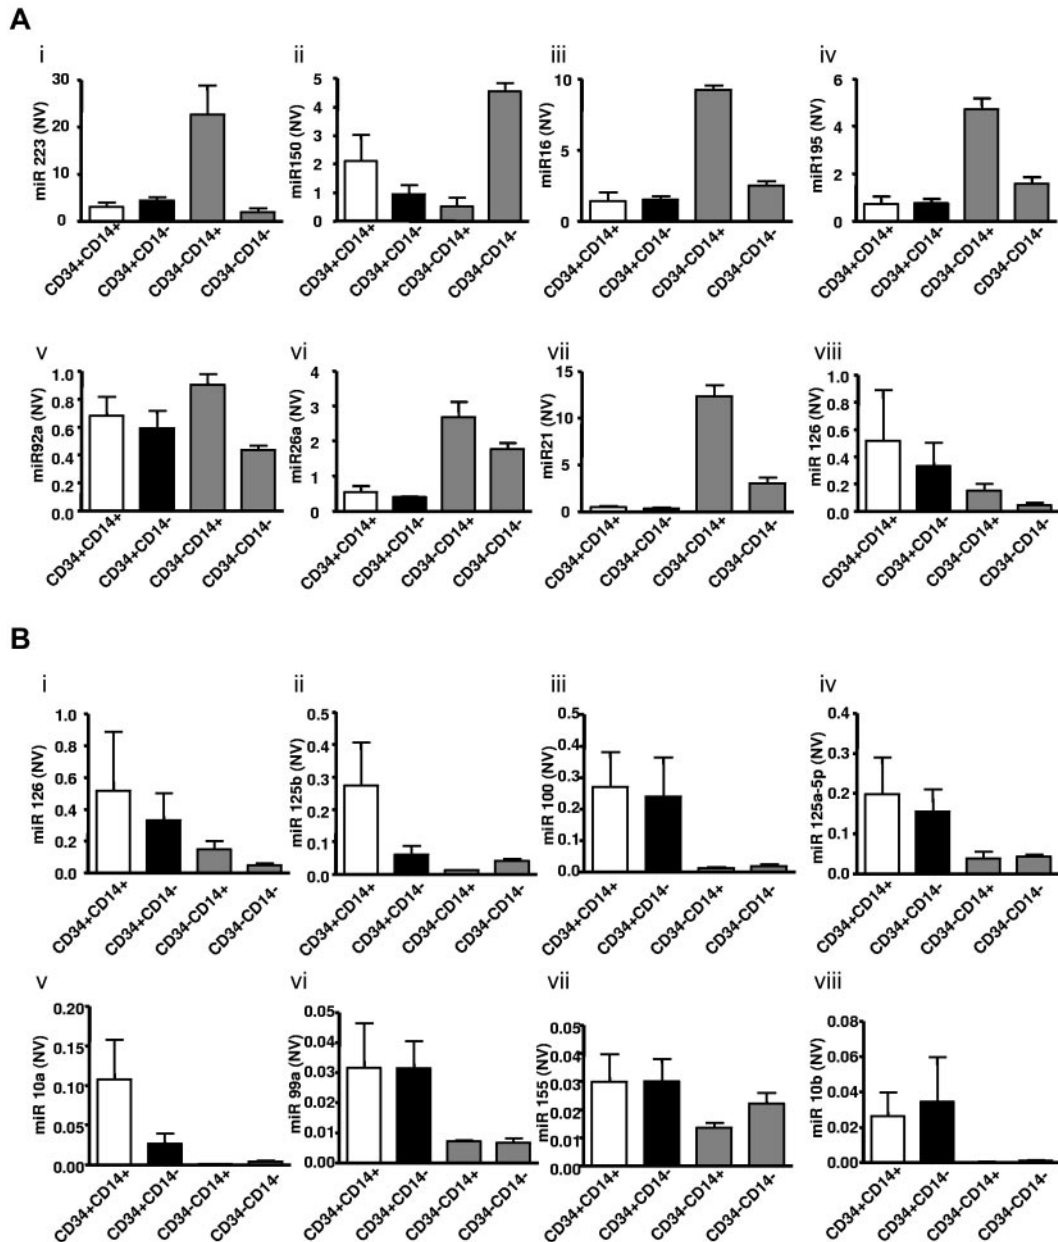 A
i
ii
iii
iv
miR 223 (NV)
30
20
10
0
CD34+CD14+
CD34+CD14-
CD34-CD14+
CD34-CD14-
miR150 (NV)
5
4
3
2
1
0
CD34+CD14+
CD34+CD14-
CD34-CD14+
CD34-CD14-
miR16 (NV)
10
5
0
CD34+CD14+
CD34+CD14-
CD34-CD14+
CD34-CD14-
miR195 (NV)
6
4
2
0
CD34+CD14+
CD34+CD14-
CD34-CD14+
CD34-CD14-
v
vi
vii
viii
miR92a (NV)
1.0
0.8
0.6
0.4
0.2
0.0
CD34+CD14+
CD34+CD14-
CD34-CD14+
CD34-CD14-
miR26a (NV)
4
3
2
1
0
CD34+CD14+
CD34+CD14-
CD34-CD14+
CD34-CD14-
miR21 (NV)
15
10
5
0
CD34+CD14+
CD34+CD14-
CD34-CD14+
CD34-CD14-
miR 126 (NV)
1.0
0.8
0.6
0.4
0.2
0.0
CD34+CD14+
CD34+CD14-
CD34-CD14+
CD34-CD14-
B
i
ii
iii
iv
miR 126 (NV)
1.0
0.8
0.6
0.4
0.2
0.0
CD34+CD14+
CD34+CD14-
CD34-CD14+
CD34-CD14-
miR 125b (NV)
0.5
0.4
0.3
0.2
0.1
0.0
CD34+CD14+
CD34+CD14-
CD34-CD14+
CD34-CD14-
miR 100 (NV)
0.5
0.4
0.3
0.2
0.1
0.0
CD34+CD14+
CD34+CD14-
CD34-CD14+
CD34-CD14-
miR 125a-5p (NV)
0.4
0.3
0.2
0.1
0.0
CD34+CD14+
CD34+CD14-
CD34-CD14+
CD34-CD14-
v
vi
vii
viii
miR 10a (NV)
0.20
0.15
0.10
0.05
0.00
CD34+CD14+
CD34+CD14-
CD34-CD14+
CD34-CD14-
miR 99a (NV)
0.05
0.04
0.03
0.02
0.01
0.00
CD34+CD14+
CD34+CD14-
CD34-CD14+
CD34-CD14-
miR 155 (NV)
0.05
0.04
0.03
0.02
0.01
0.00
CD34+CD14+
CD34+CD14-
CD34-CD14+
CD34-CD14-
miR 10b (NV)
0.08
0.06
0.04
0.02
0.00
CD34+CD14+
CD34+CD14-
CD34-CD14+
CD34-CD14-